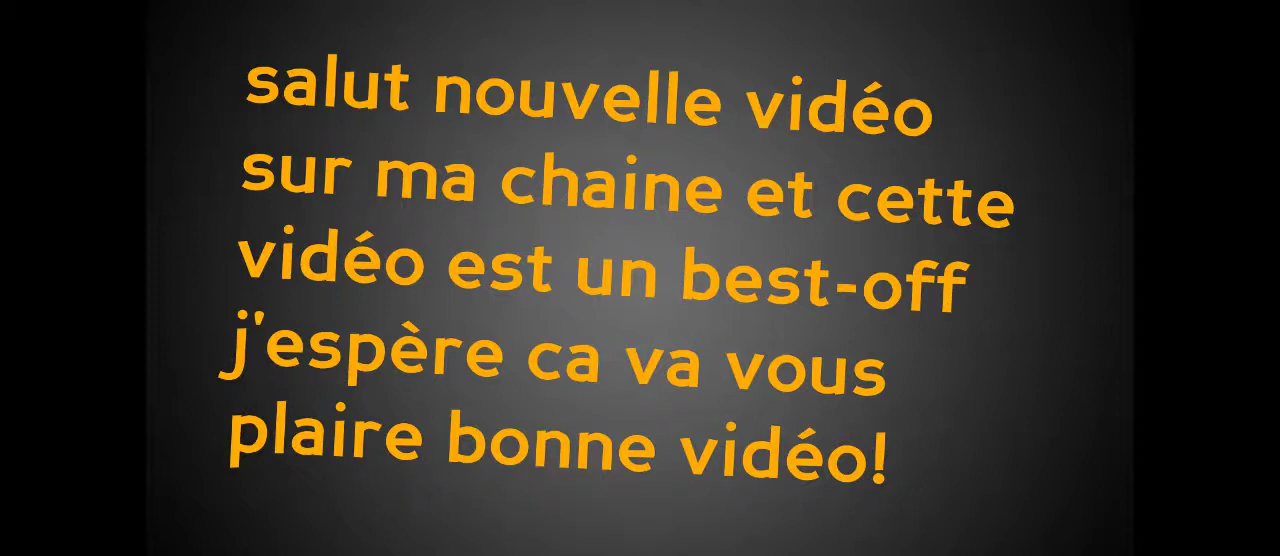 salut nouvelle vidéo
sur ma chaine et cette
vidéo est un best-off
j'espère ca va vous
plaire bonne vidéo!